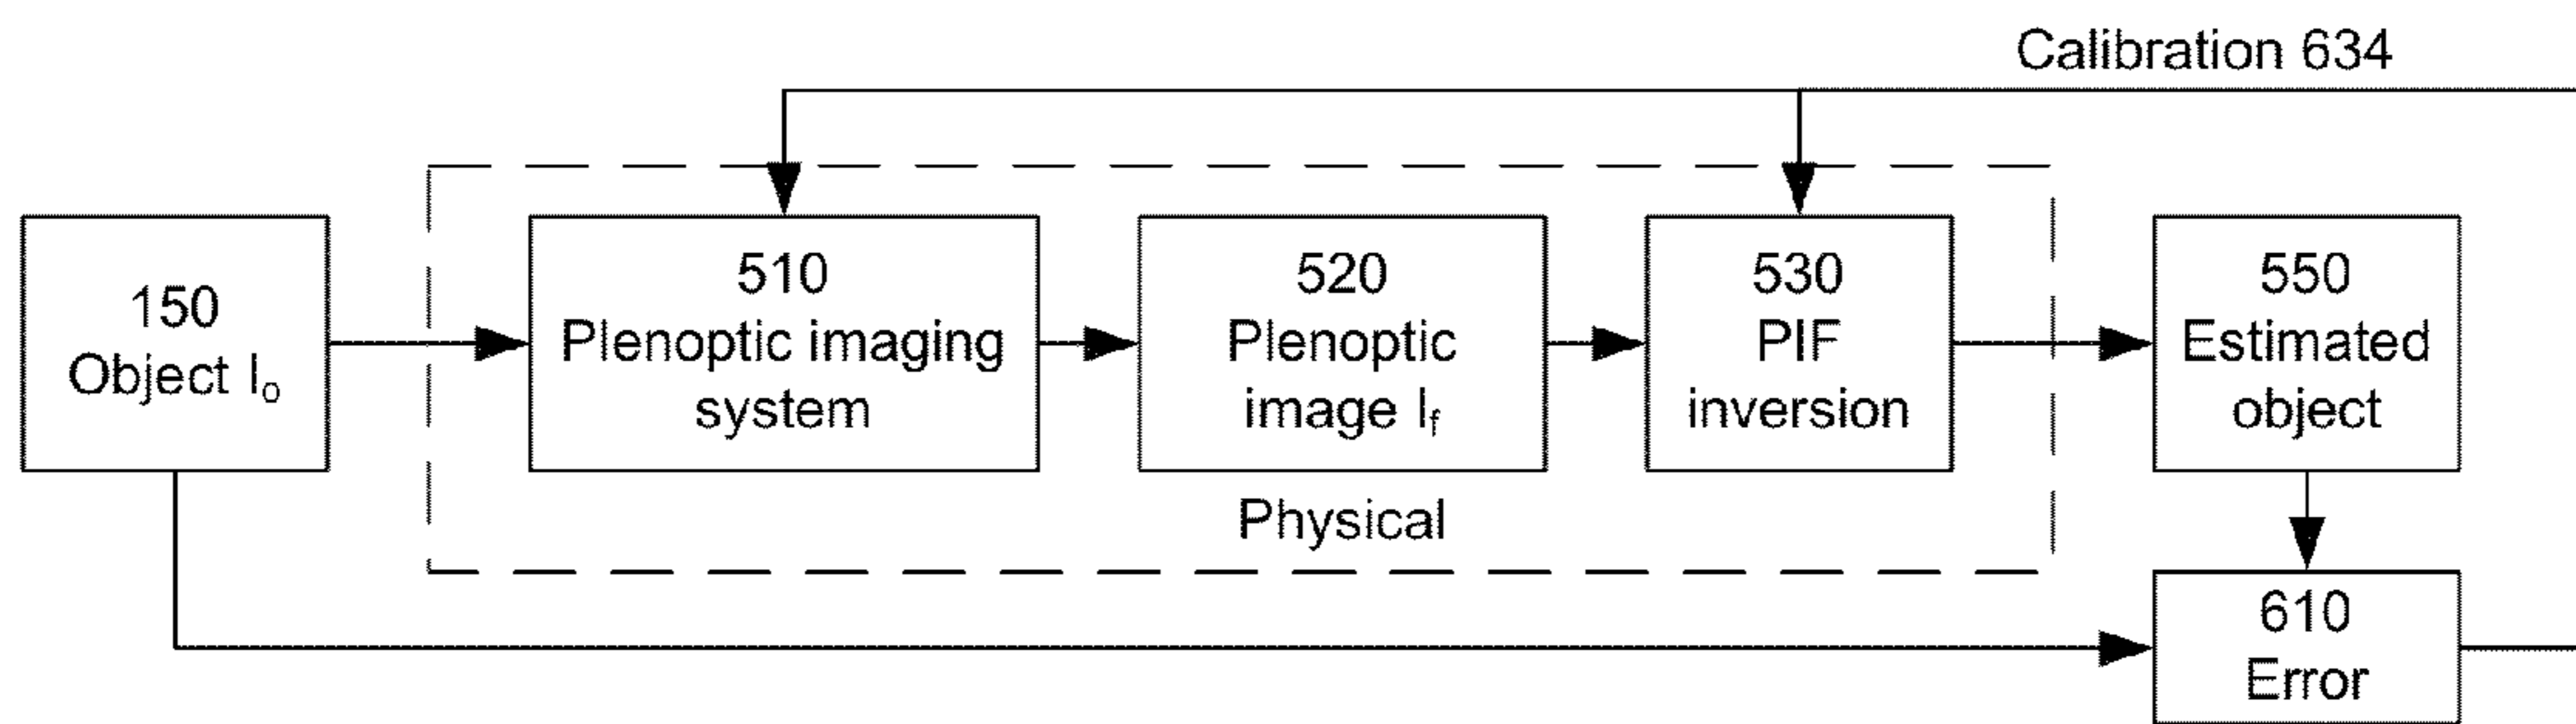 Calibration 634
150
Object Iₒ
510
Plenoptic imaging
system
520
Plenoptic
image I_f
530
PIF
inversion
550
Estimated
object
Physical
610
Error